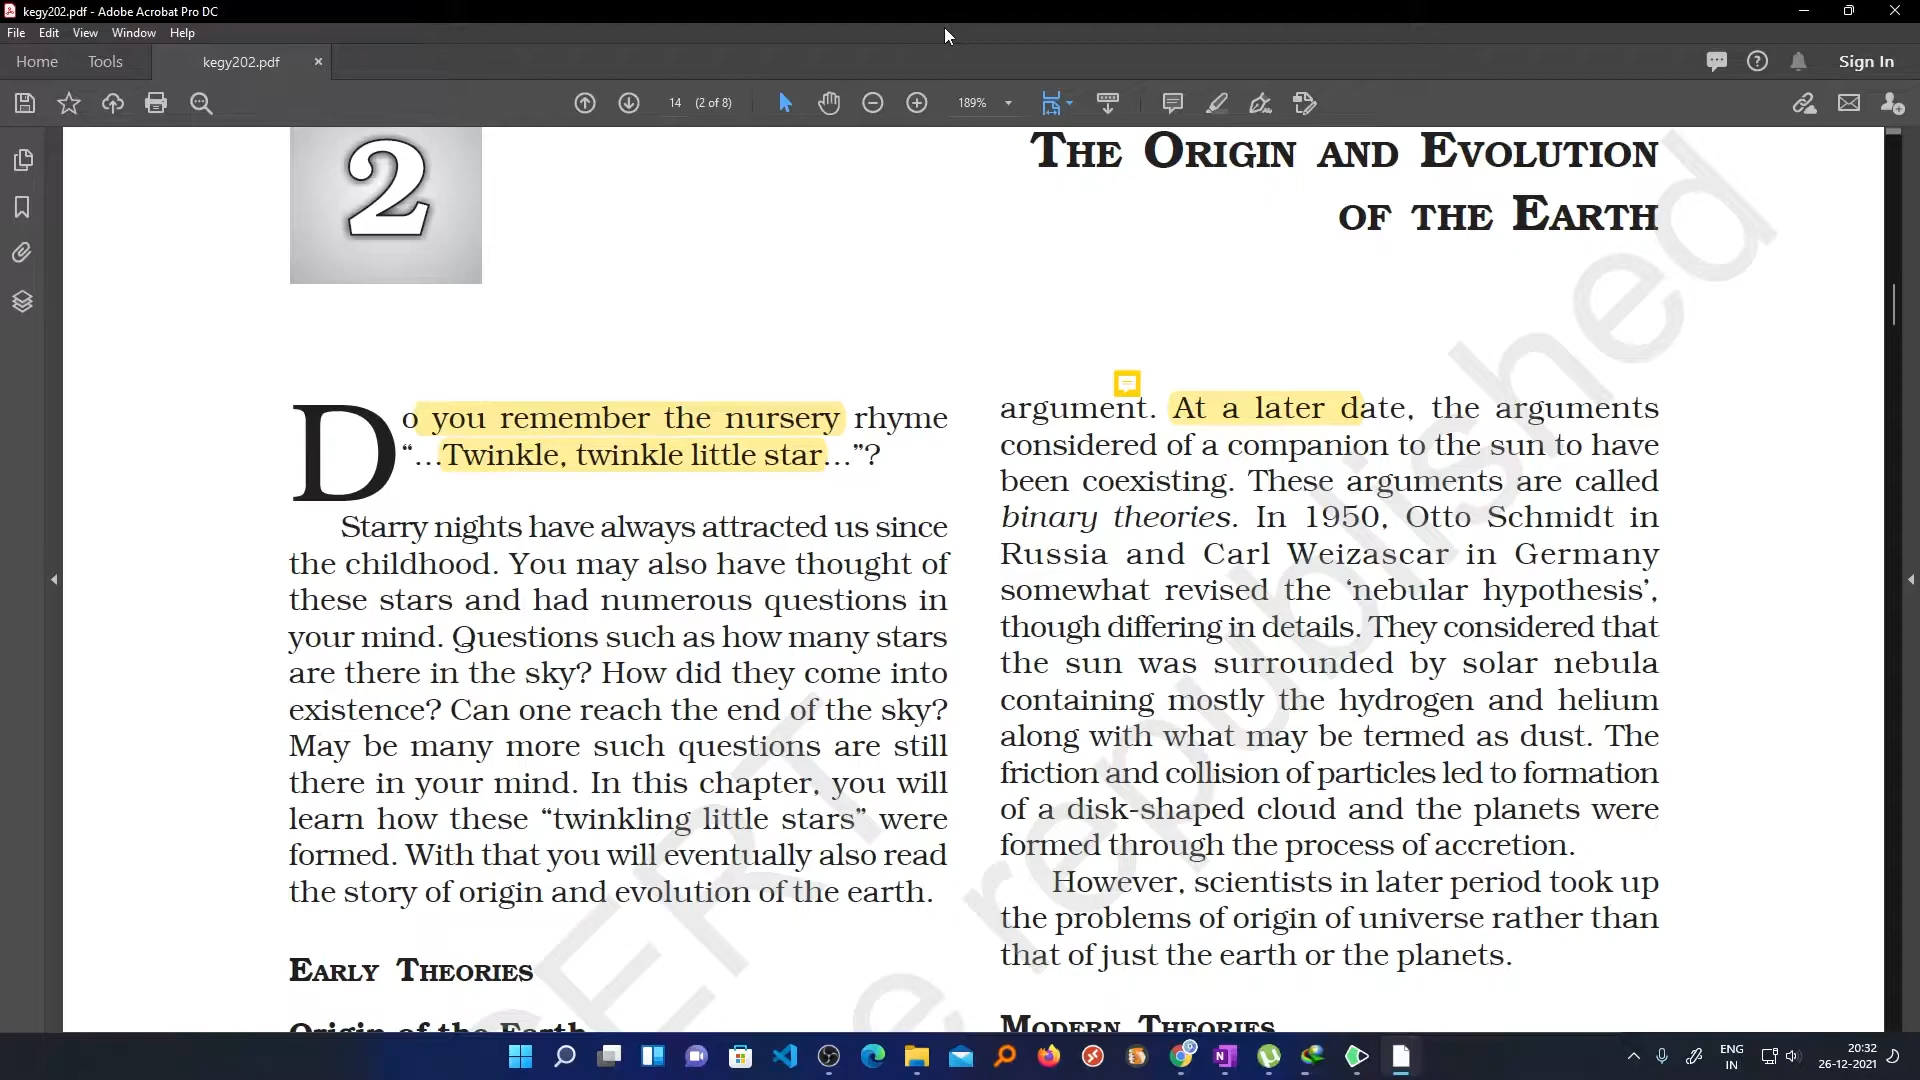 kegy202.pdf - Adobe Acrobat Pro DC
File Edit View Window Help
Home Tools kegy202.pdf Sign In
14 (2 of 8) 189%
2
THE ORIGIN AND EVOLUTION
OF THE EARTH
Do you remember the nursery rhyme
“...Twinkle, twinkle little star...”?
Starry nights have always attracted us since
the childhood. You may also have thought of
these stars and had numerous questions in
your mind. Questions such as how many stars
are there in the sky? How did they come into
existence? Can one reach the end of the sky?
May be many more such questions are still
there in your mind. In this chapter, you will
learn how these “twinkling little stars” were
formed. With that you will eventually also read
the story of origin and evolution of the earth.
EARLY THEORIES
Origin of the Earth
argument. At a later date, the arguments
considered of a companion to the sun to have
been coexisting. These arguments are called
binary theories. In 1950, Otto Schmidt in
Russia and Carl Weizascar in Germany
somewhat revised the ‘nebular hypothesis’,
though differing in details. They considered that
the sun was surrounded by solar nebula
containing mostly the hydrogen and helium
along with what may be termed as dust. The
friction and collision of particles led to formation
of a disk-shaped cloud and the planets were
formed through the process of accretion.
However, scientists in later period took up
the problems of origin of universe rather than
that of just the earth or the planets.
MODERN THEORIES
republished
ENG
IN
20:32
26-12-2021